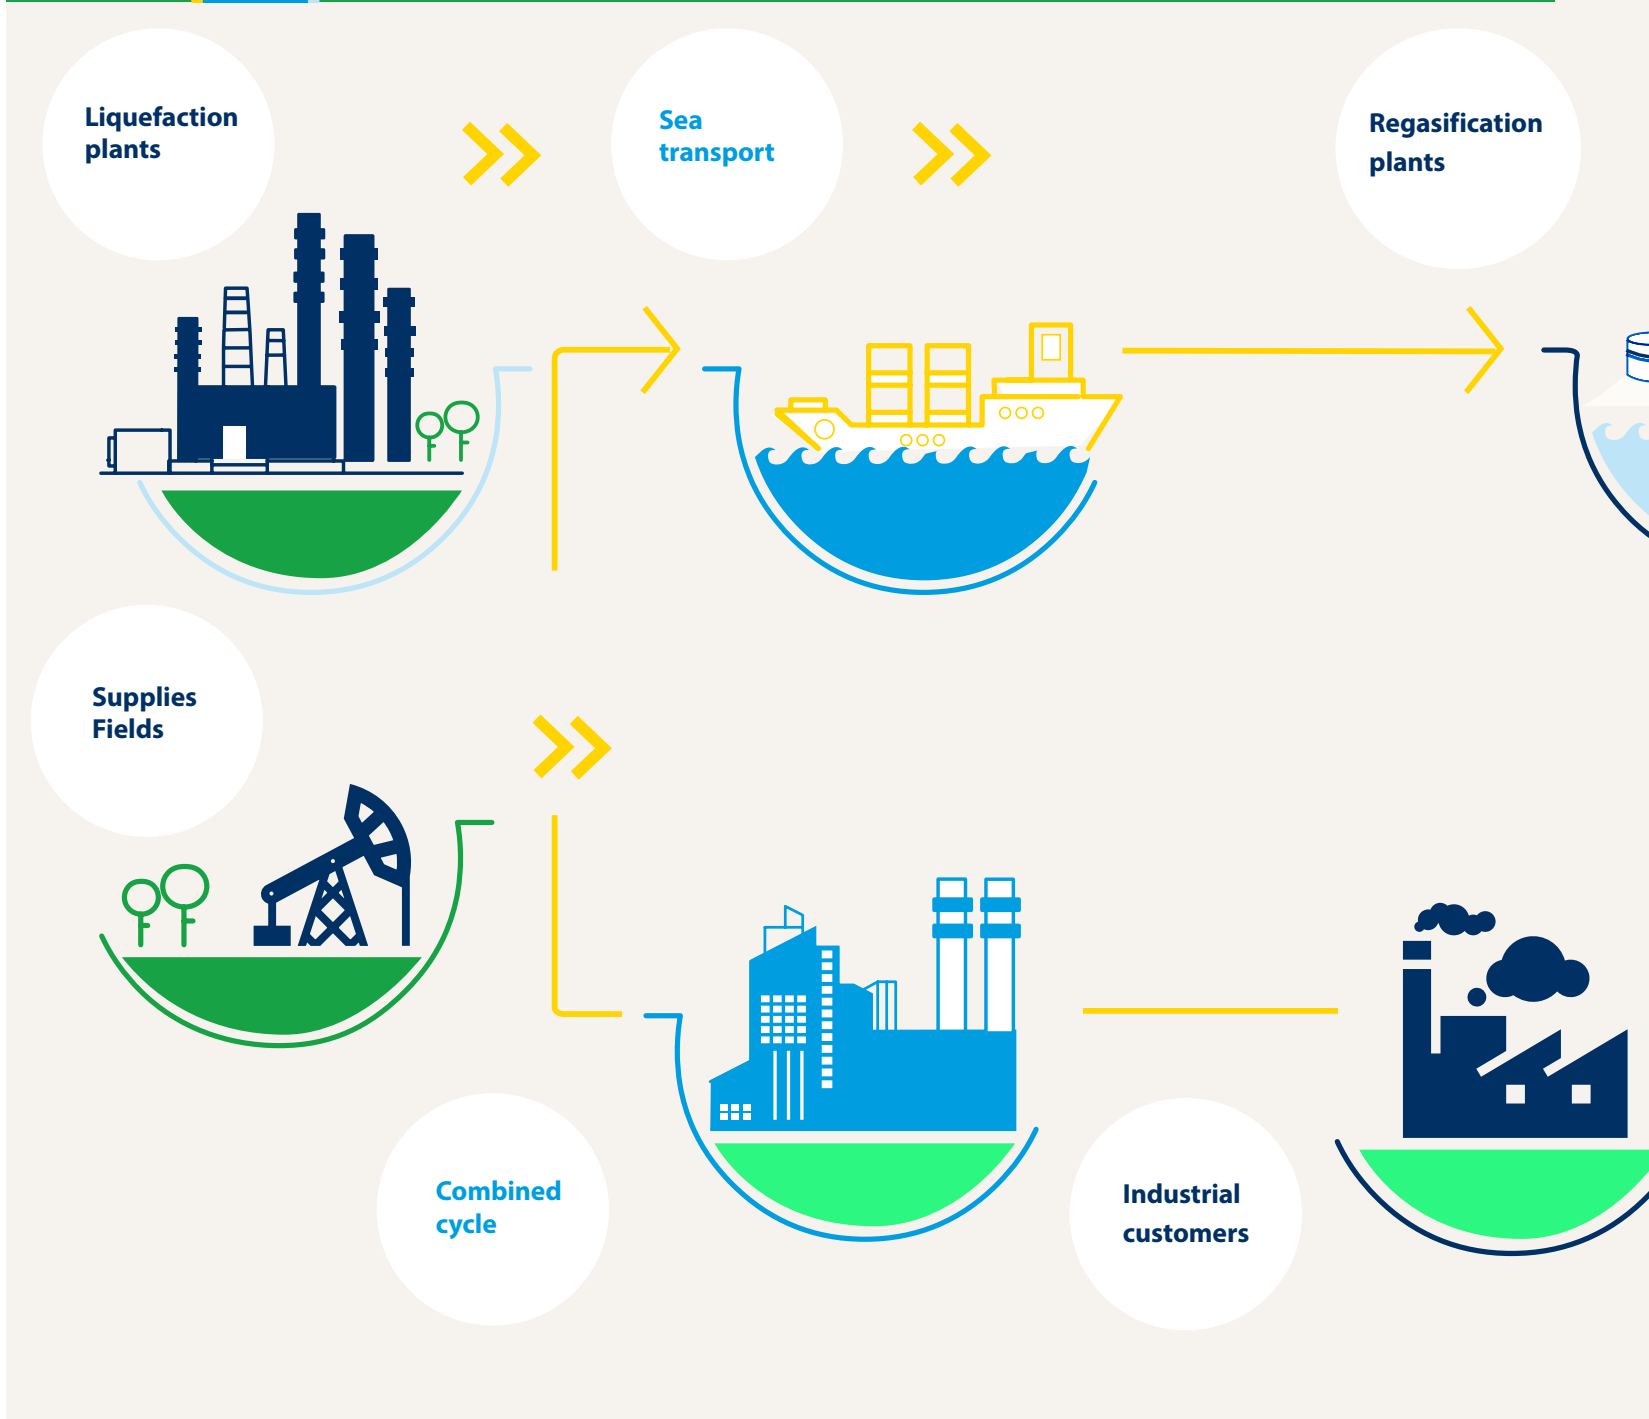 Liquefaction
plants
Sea
transport
Regasification
plants
Supplies
Fields
Combined
cycle
Industrial
customers